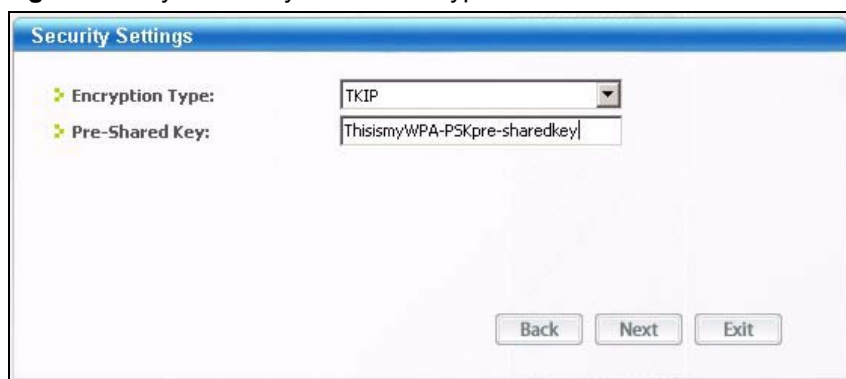 Security Settings
Encryption Type: TKIP
Pre-Shared Key: ThisismyWPA-PSKpre-sharedkey
Back Next Exit